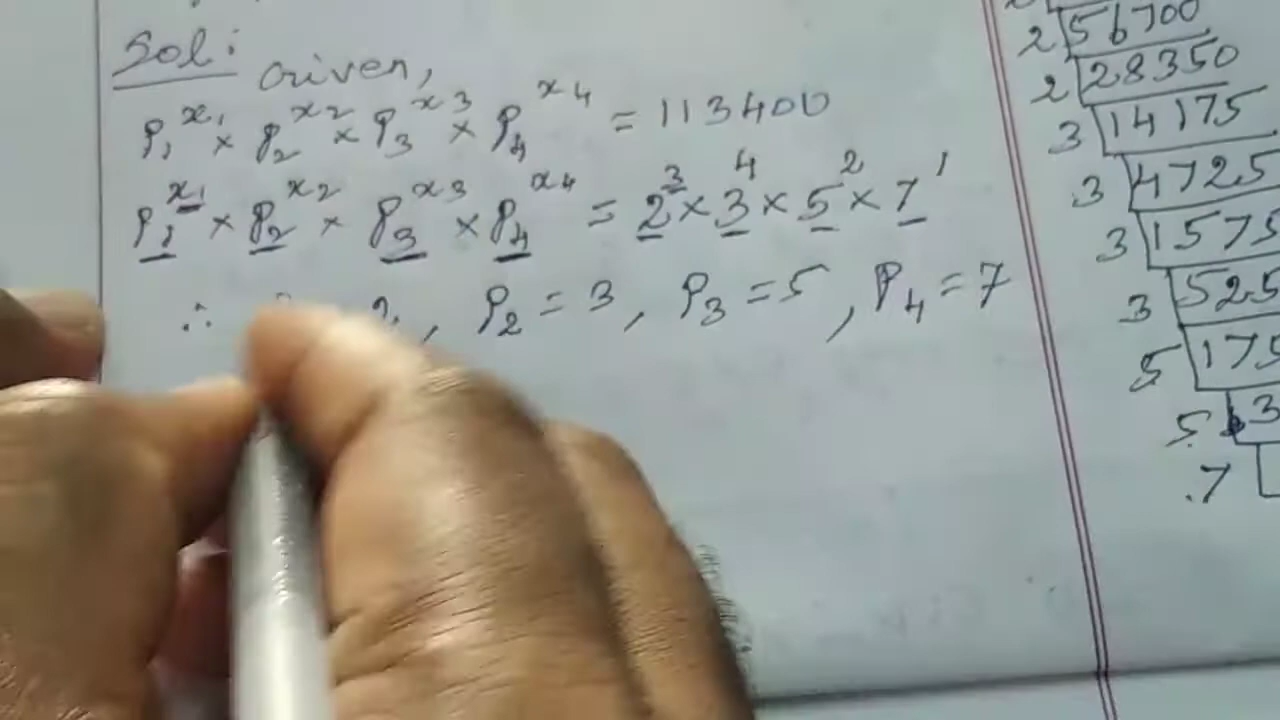 Sol:
Given,
P₁^x₁ × P₂^x₂ × P₃^x₃ × P₄^x₄ = 113400
P₁^x₁ × P₂^x₂ × P₃^x₃ × P₄^x₄ = 2^3 × 3^4 × 5^2 × 7^1
∴ 2, P₂ = 3, P₃ = 5, P₄ = 7
2 56700
2 28350
3 14175
3 4725
3 1575
3 525
5 175
5 3
7